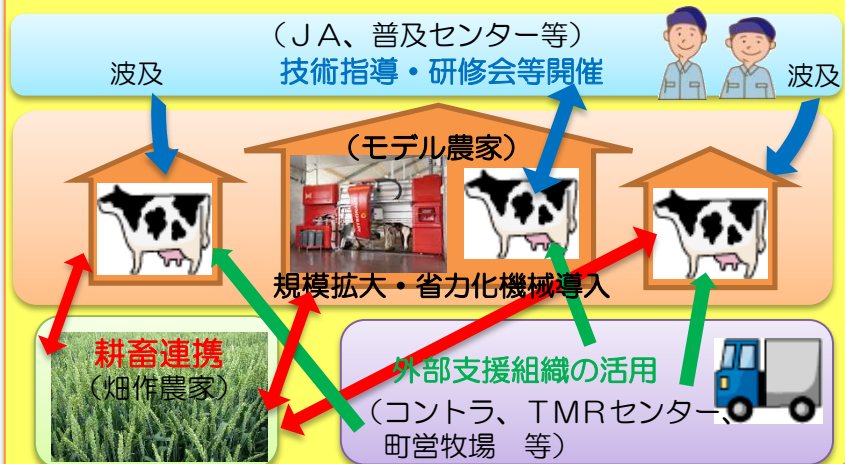 （ＪＡ、普及センター等）
波及
技術指導・研修会等開催
波及
（モデル農家）
規模拡大・省力化機械導入
耕畜連携
（畑作農家）
外部支援組織の活用
（コントラ、ＴＭＲセンター、
町営牧場　等）